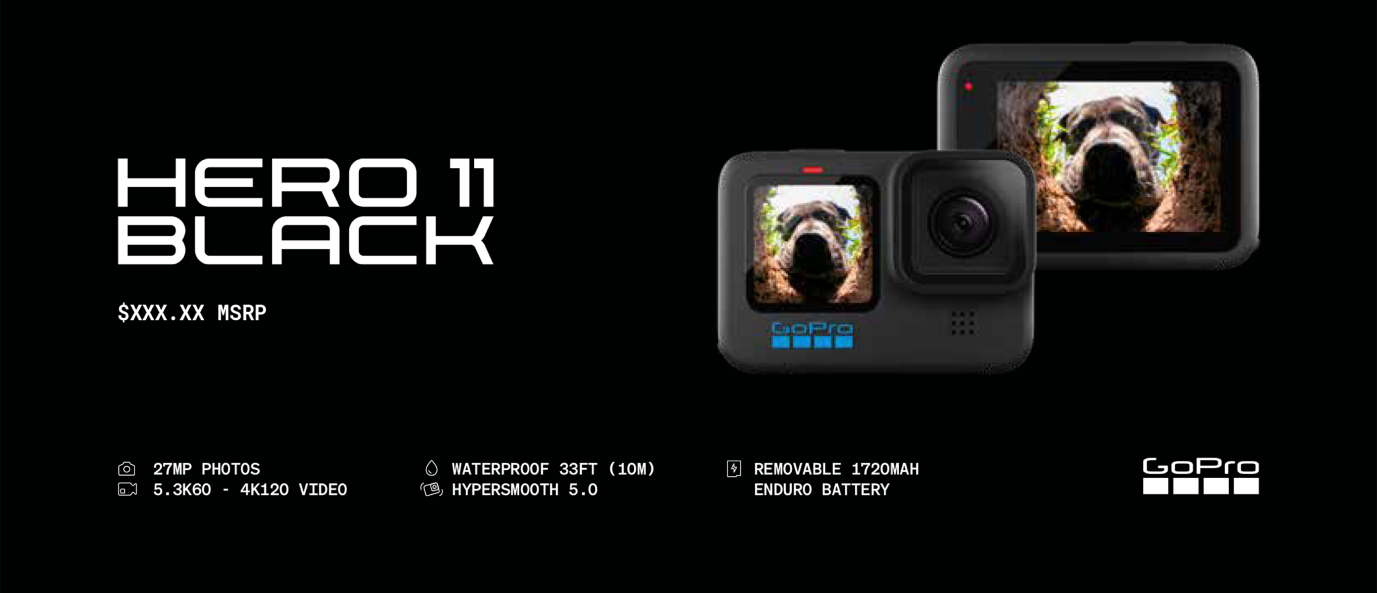 HERO 11
BLACK
$XXX.XX MSRP
GoPro
27MP PHOTOS
5.3K60 - 4K120 VIDEO
WATERPROOF 33FT (10M)
HYPERSMOOTH 5.0
REMOVABLE 1720MAH
ENDURO BATTERY
GoPro